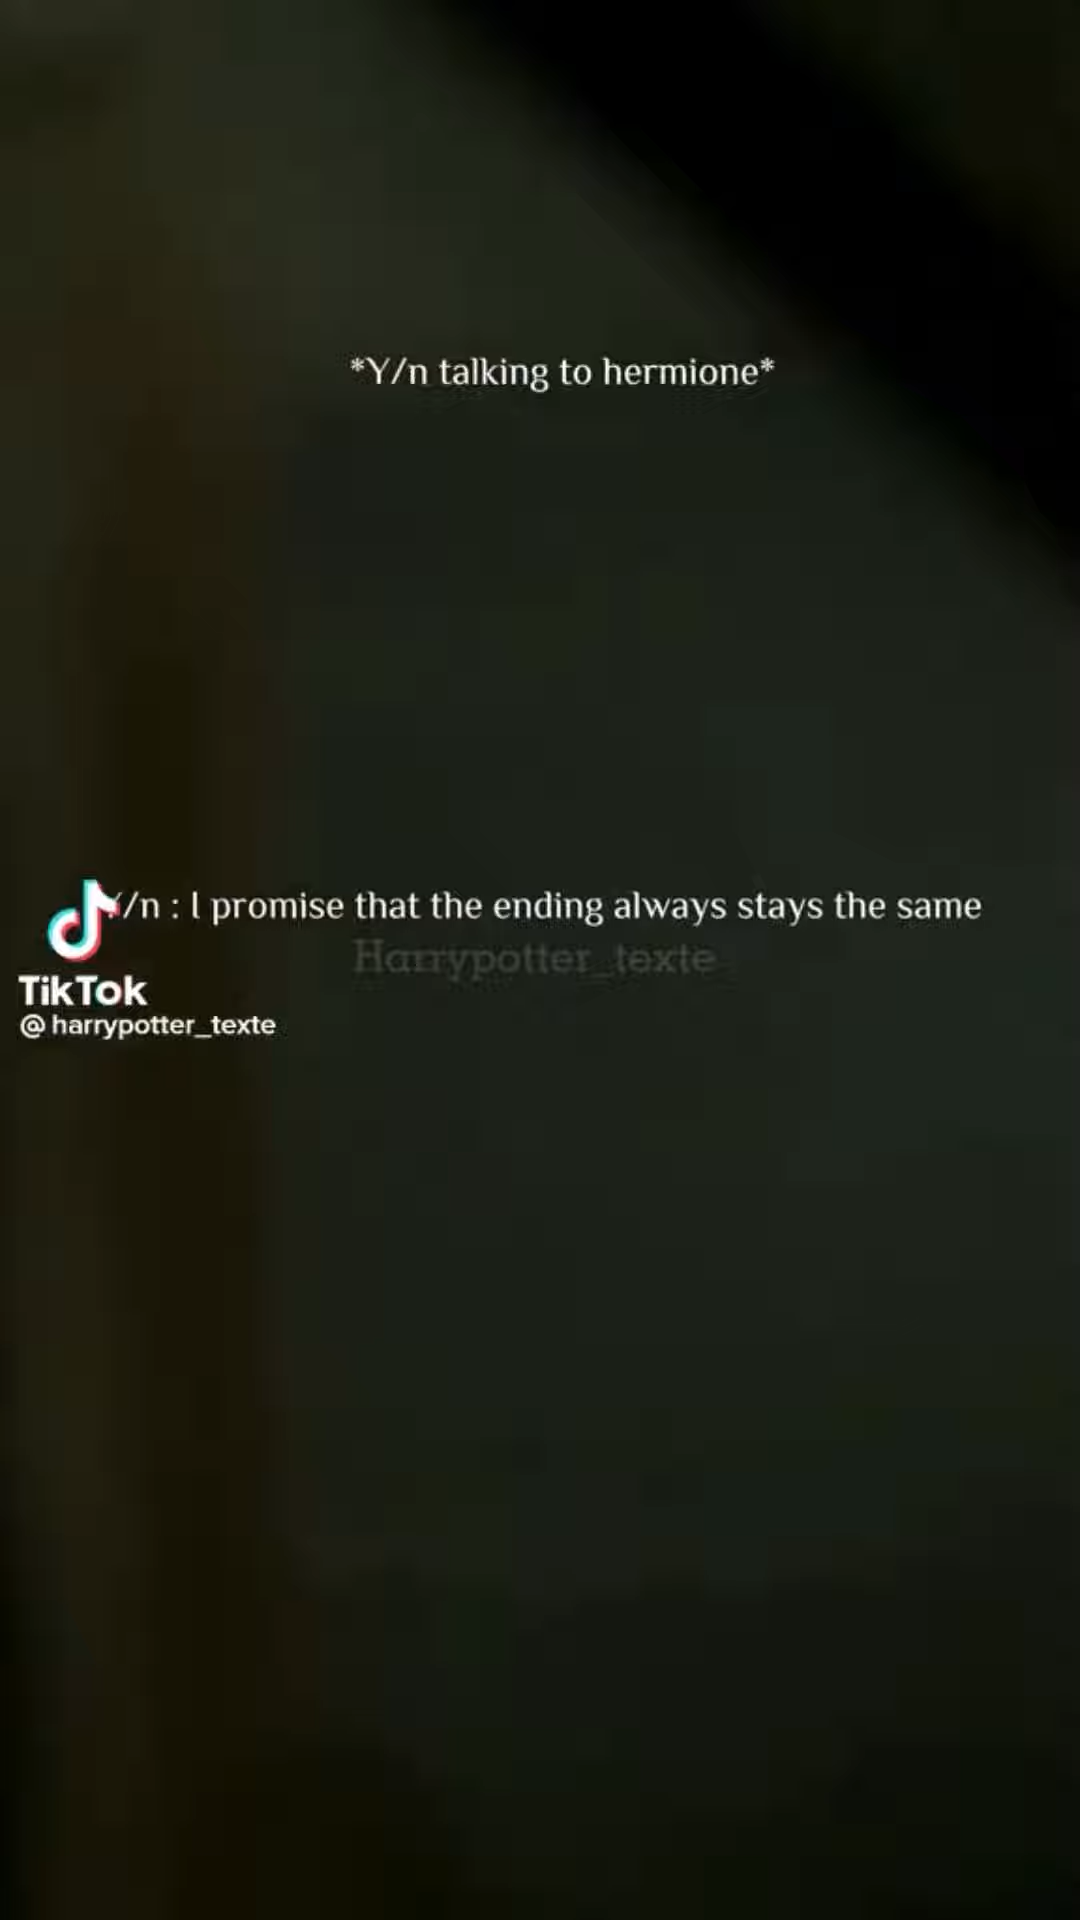 *Y/n talking to hermione*
Y/n : I promise that the ending always stays the same
Harrypotter_texte
TikTok
@harrypotter_texte